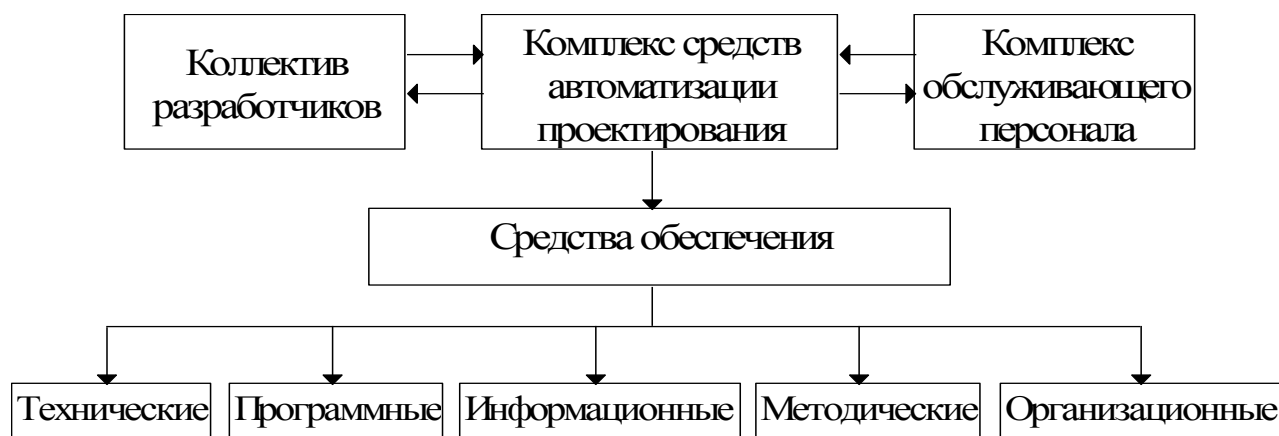 Коллектив
разработчиков
Комплекс средств
автоматизации
проектирования
Комплекс
обслуживающего
персонала
Средства обеспечения
Технические
Программные
Информационные
Методические
Организационные